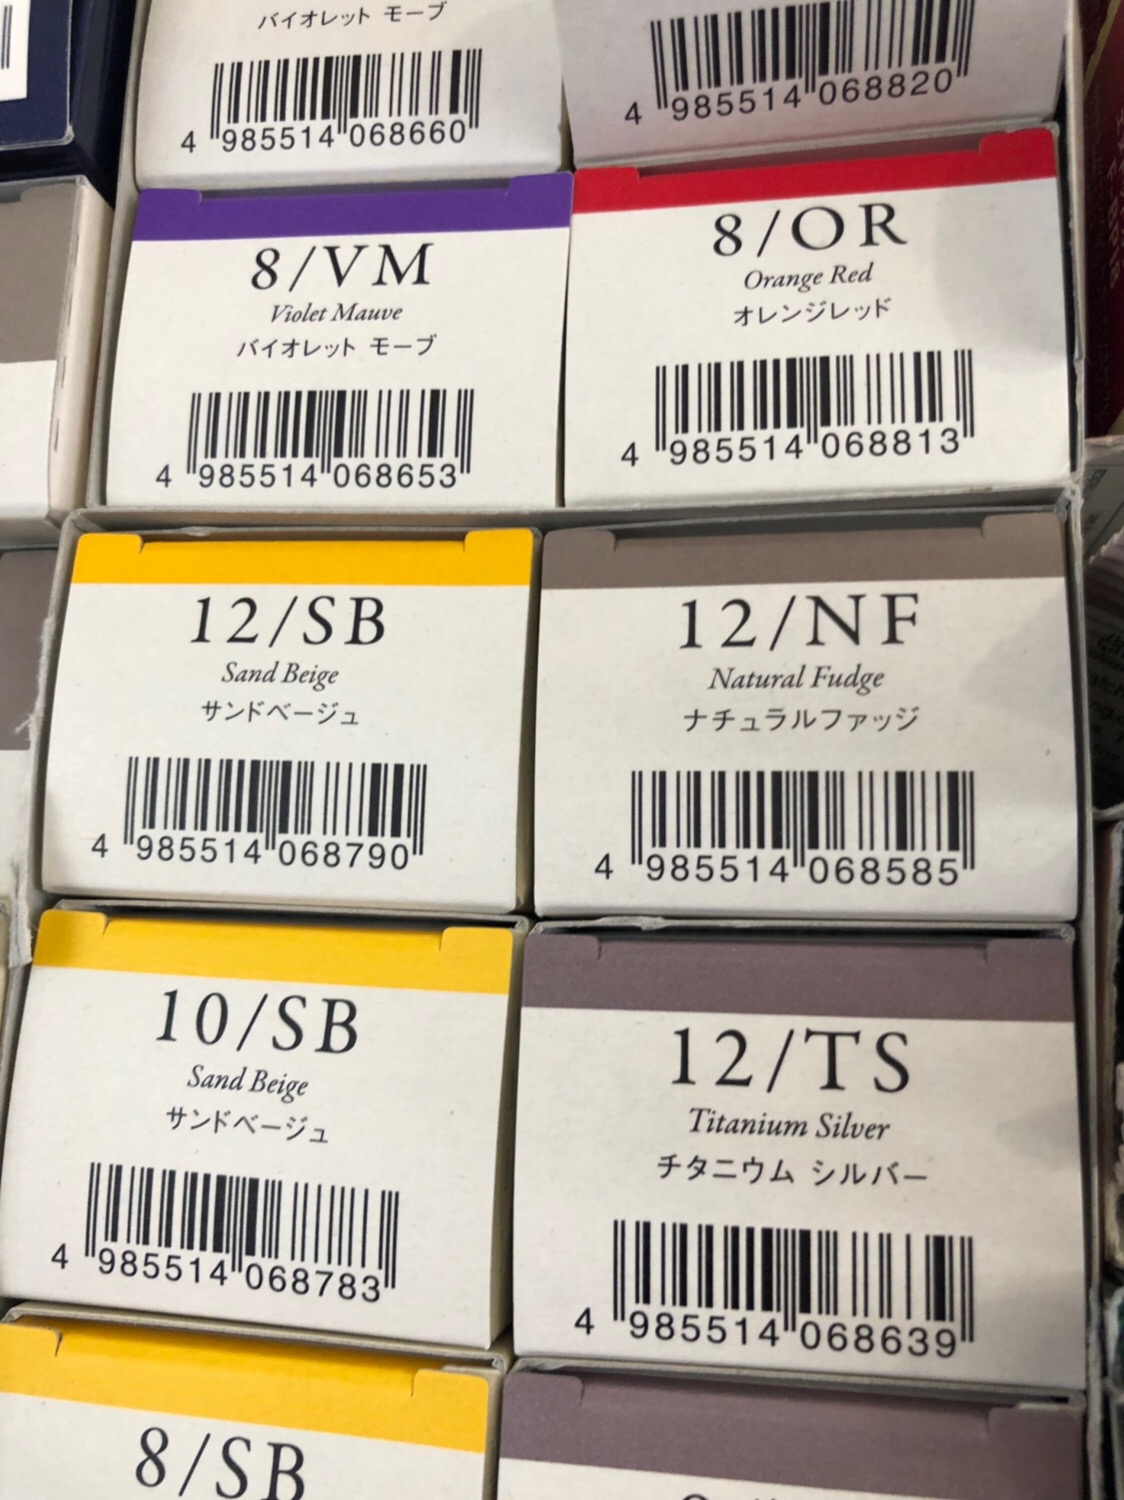 バイオレット モーブ
4 985514 068660
4 985514 068820
8/VM
Violet Mauve
バイオレット モーブ
4 985514 068653
8/OR
Orange Red
オレンジレッド
4 985514 068813
12/SB
Sand Beige
サンドベージュ
4 985514 068790
12/NF
Natural Fudge
ナチュラルファッジ
4 985514 068585
10/SB
Sand Beige
サンドベージュ
4 985514 068783
12/TS
Titanium Silver
チタニウム シルバー
4 985514 068639
8/SB